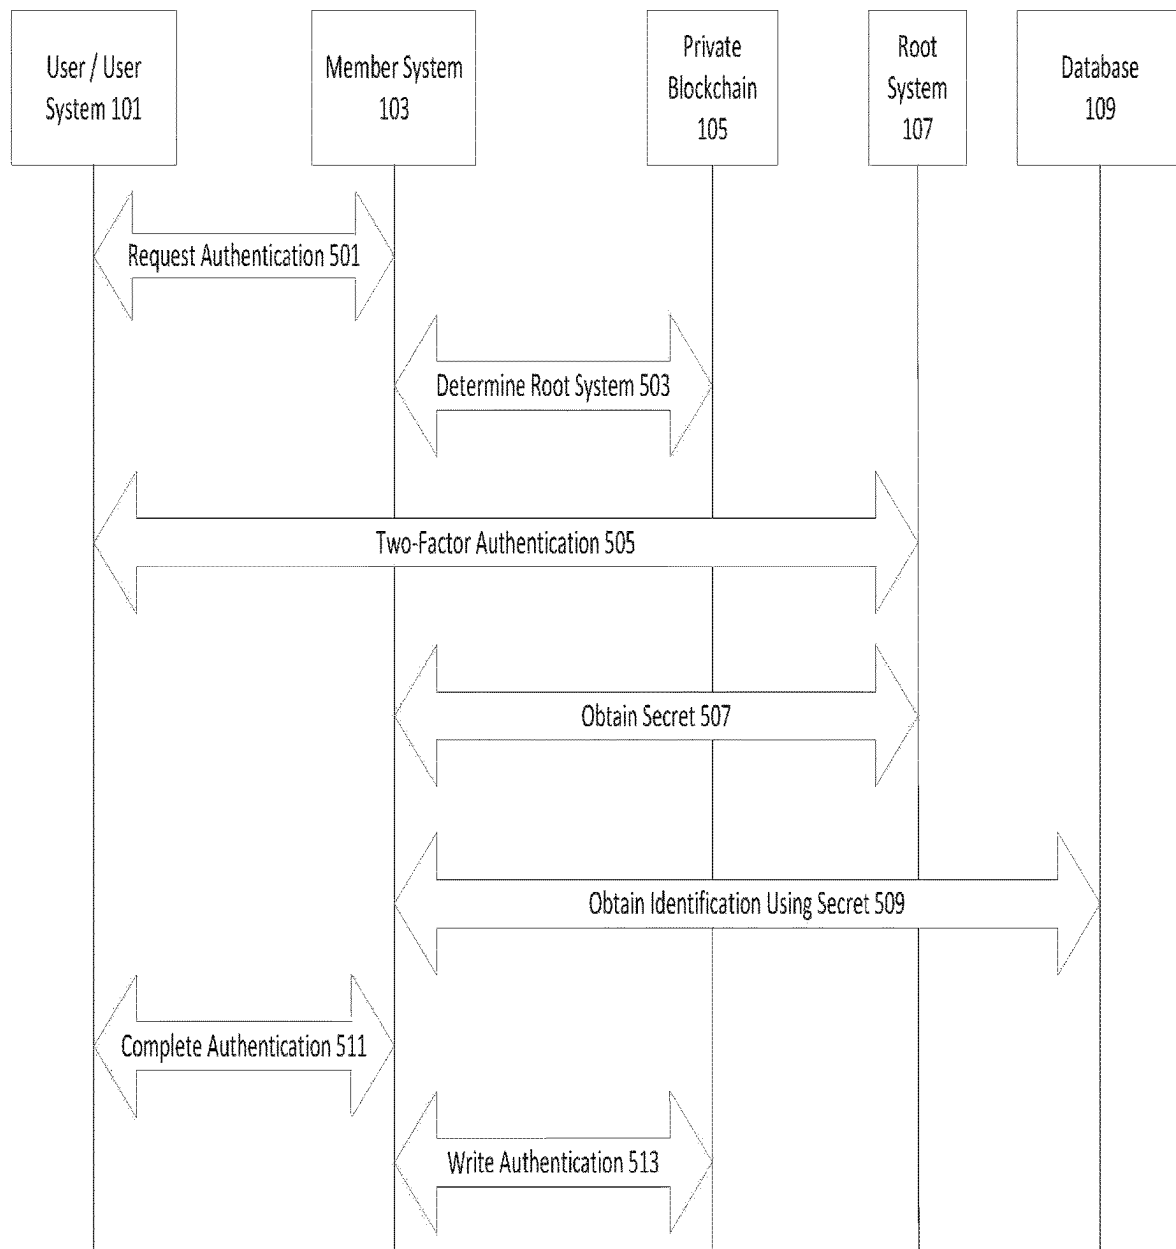 User / User
System 101
Member System
103
Private
Blockchain
105
Root
System
107
Database
109
Request Authentication 501
Determine Root System 503
Two-Factor Authentication 505
Obtain Secret 507
Obtain Identification Using Secret 509
Complete Authentication 511
Write Authentication 513